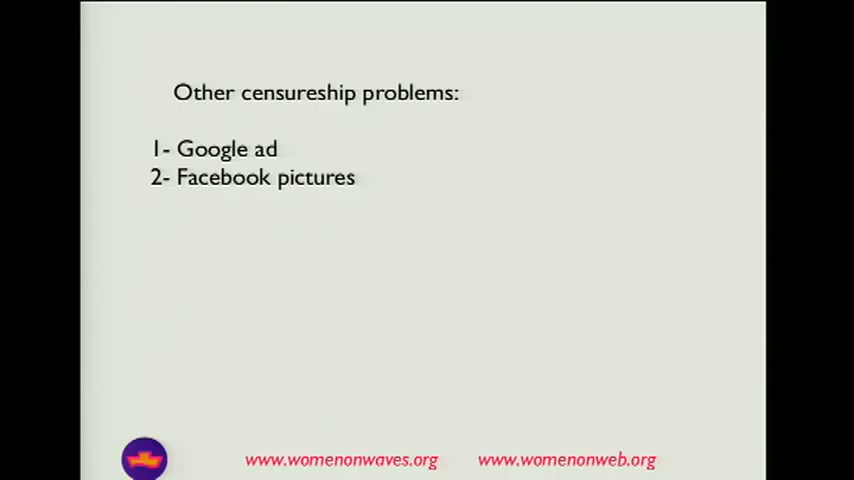 Other censureship problems:
1- Google ad
2- Facebook pictures
www.womenonwaves.org www.womenonweb.org